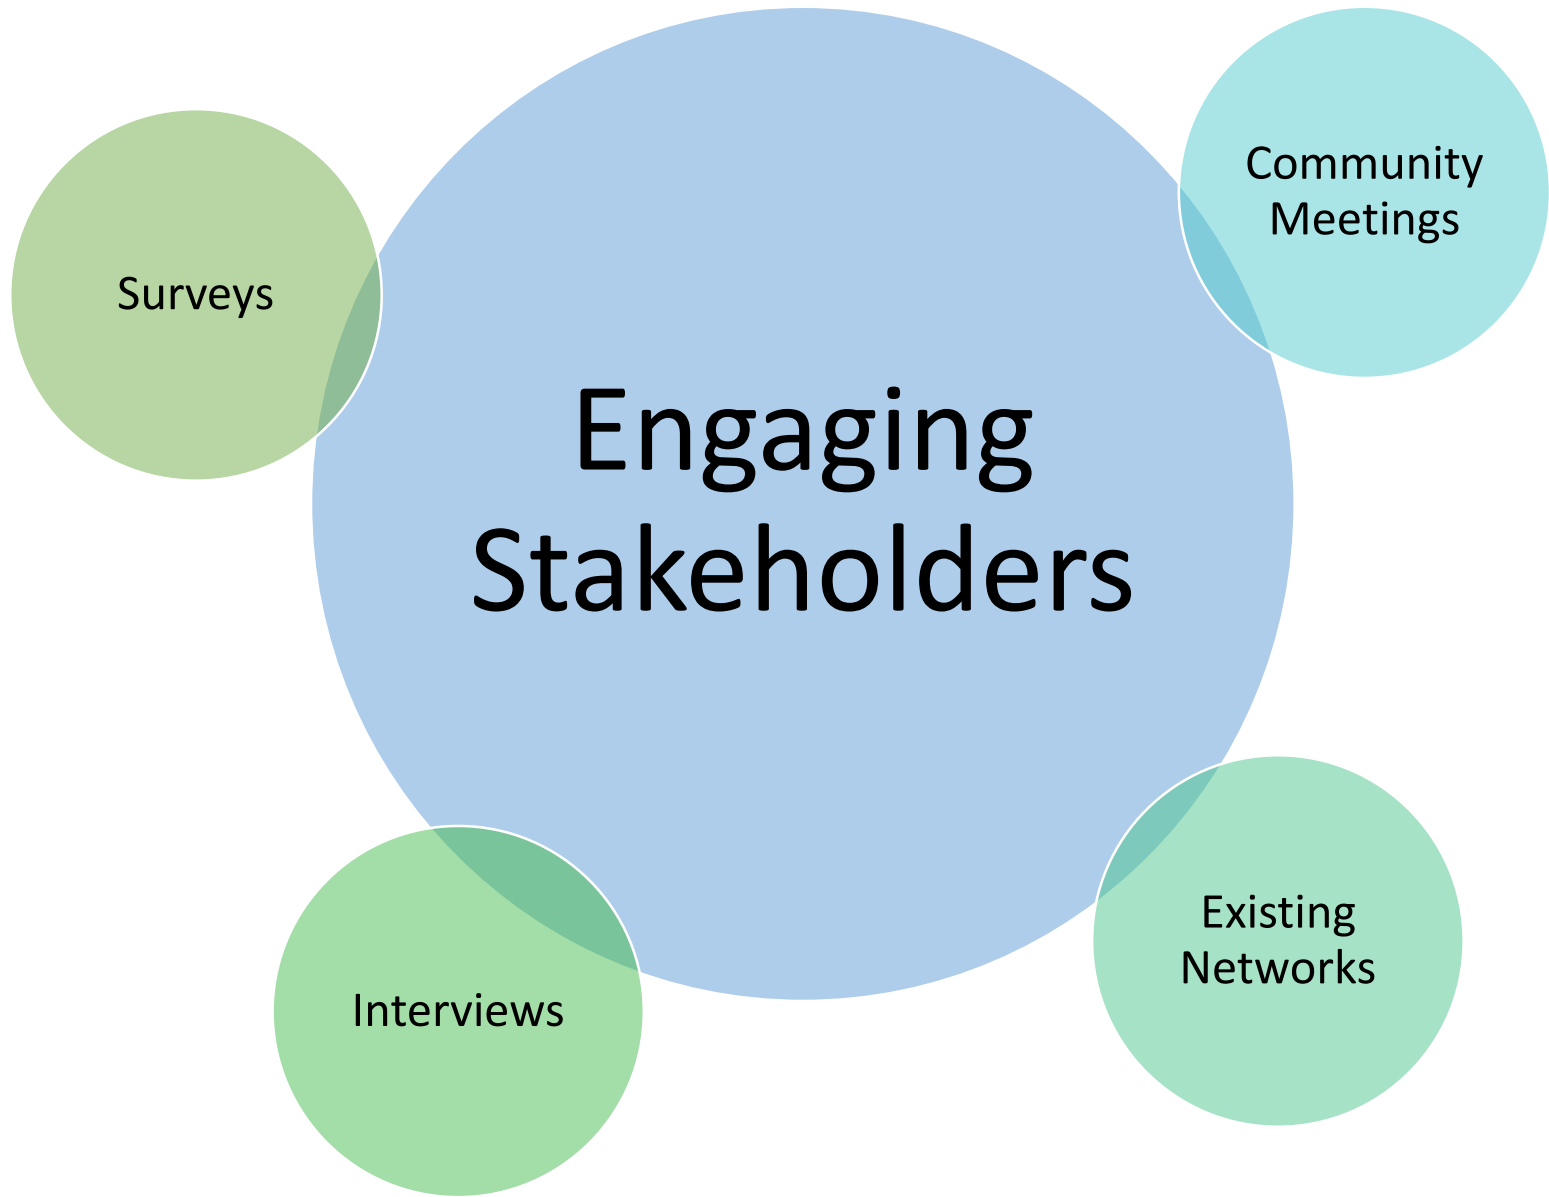 Engaging
Stakeholders
Community
Meetings
Existing
Networks
Interviews
Surveys